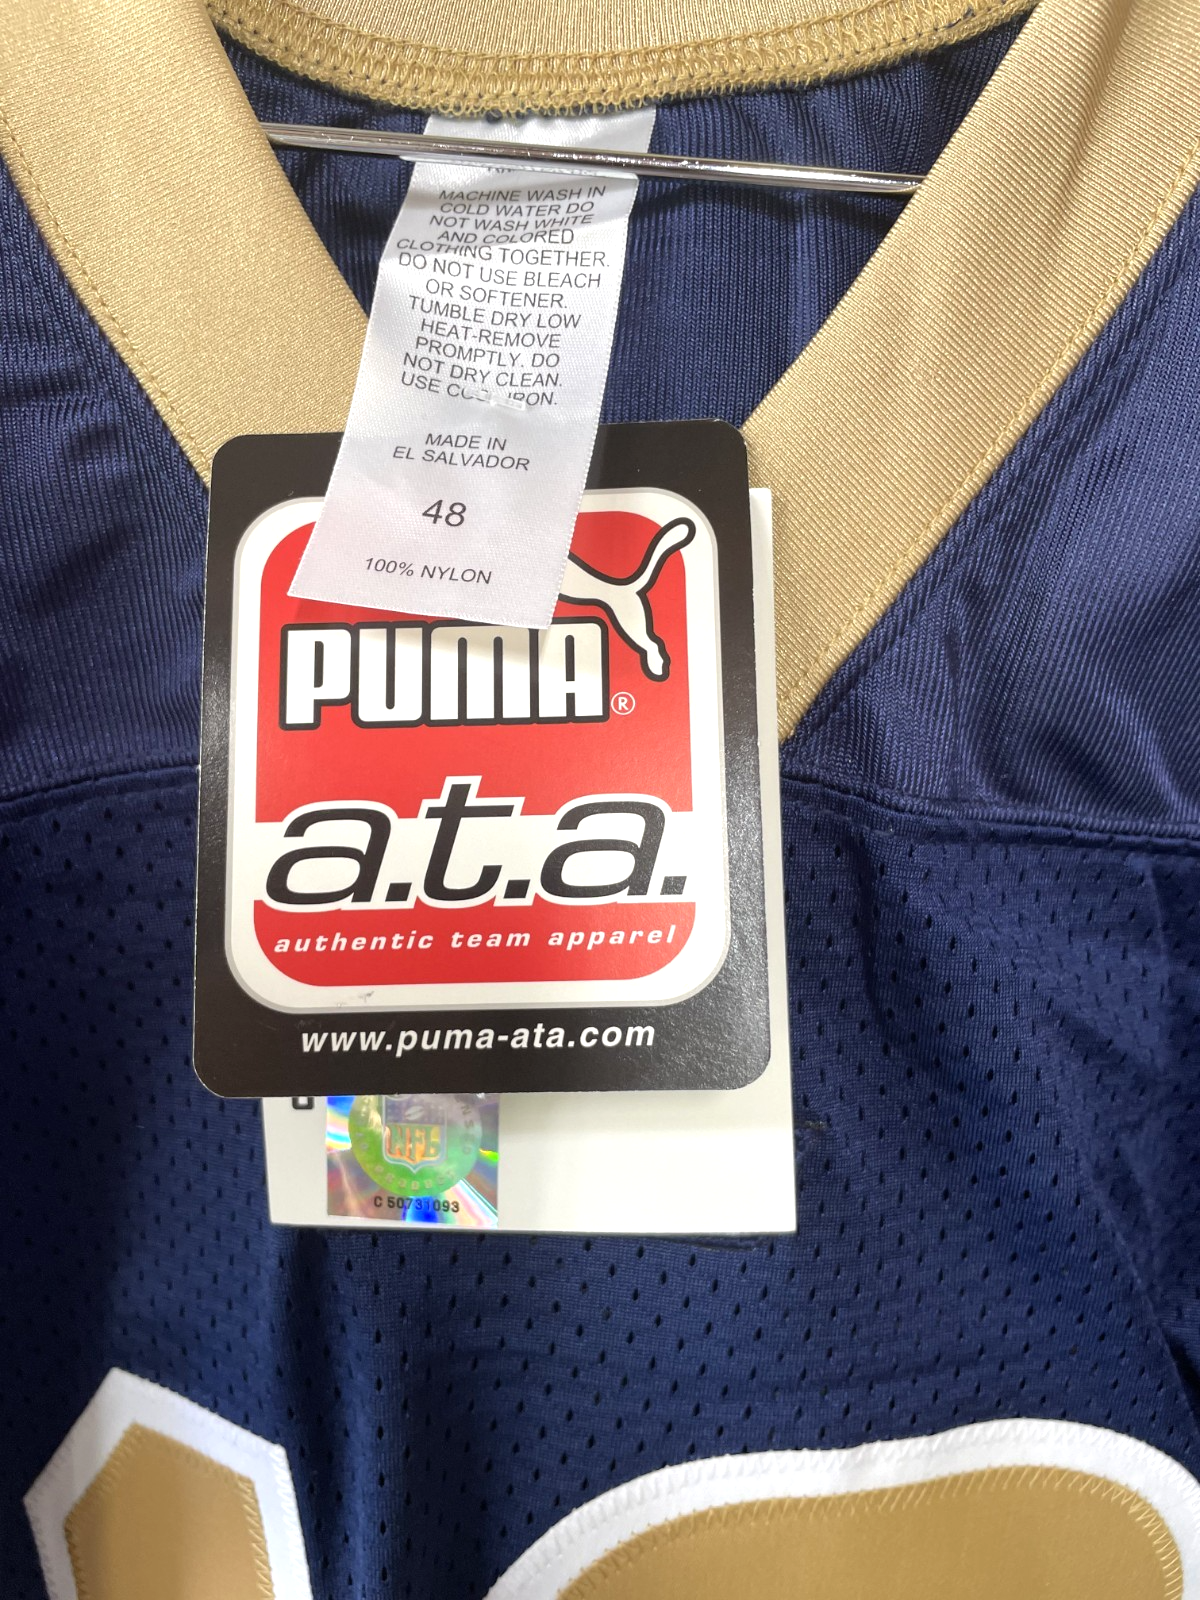 MACHINE WASH IN
COLD WATER DO
NOT WASH WHITE
AND COLORED
CLOTHING TOGETHER.
DO NOT USE BLEACH
OR SOFTENER.
TUMBLE DRY LOW
HEAT-REMOVE
PROMPTLY. DO
NOT DRY CLEAN.
USE IRON.
MADE IN
EL SALVADOR
48
100% NYLON
PUMA®
a.t.a.
authentic team apparel
www.puma-ata.com
NFL
C 50731093